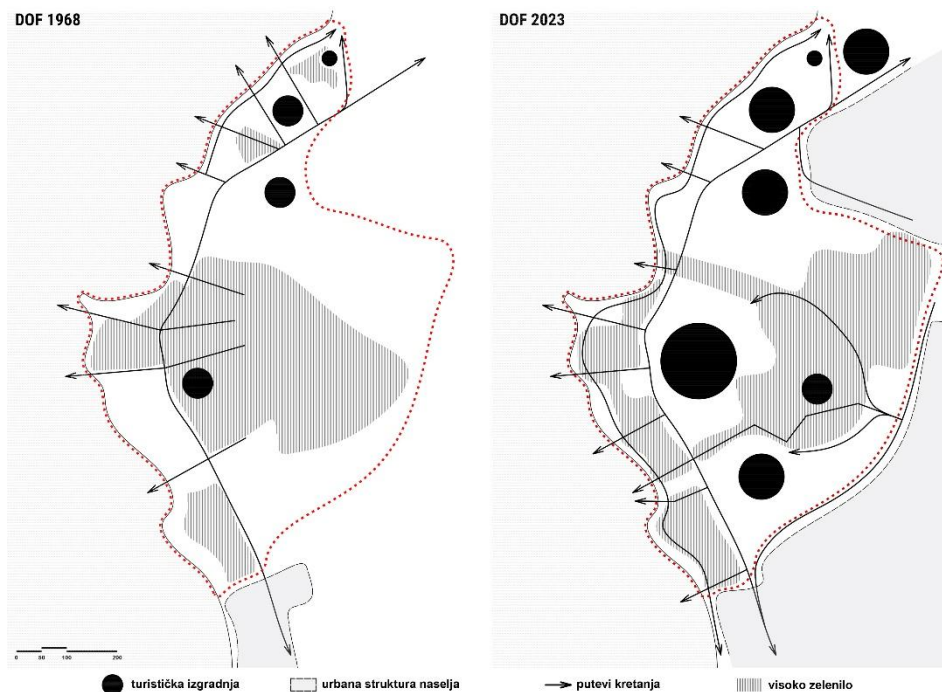 DOF 1968
DOF 2023
0 50 100 200
turistička izgradnja
urbana struktura naselja
putevi kretanja
visoko zelenilo